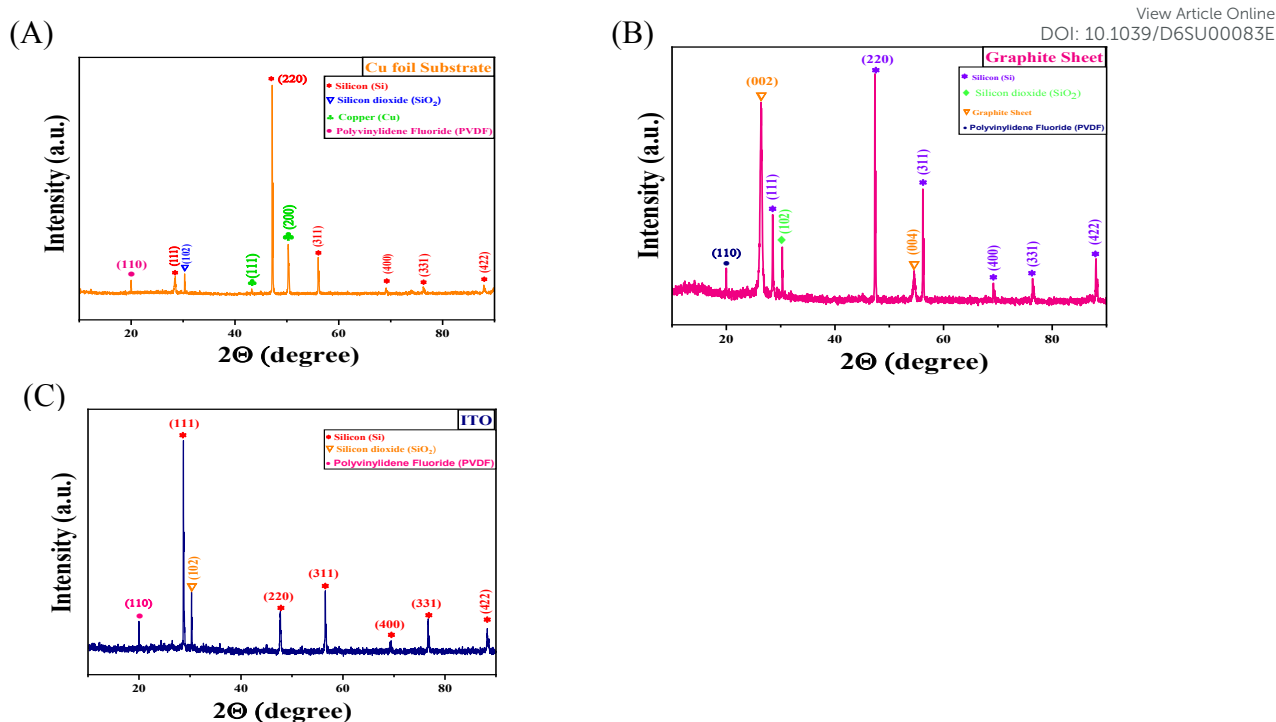 View Article Online
DOI: 10.1039/D6SU00083E
(A)
Cu foil Substrate
Silicon (Si)
Silicon dioxide (SiO2)
Copper (Cu)
Polyvinylidene Fluoride (PVDF)
(110)
(111)
(102)
(111)
(220)
(200)
(311)
(400)
(331)
(422)
20
40
60
80
Intensity (a.u.)
2Θ (degree)
(B)
Graphite Sheet
Silicon (Si)
Silicon dioxide (SiO2)
Graphite Sheet
Polyvinylidene Fluoride (PVDF)
(110)
(002)
(111)
(102)
(220)
(004)
(311)
(400)
(331)
(422)
20
40
60
80
Intensity (a.u.)
2Θ (degree)
(C)
ITO
Silicon (Si)
Silicon dioxide (SiO2)
Polyvinylidene Fluoride (PVDF)
(110)
(111)
(102)
(220)
(311)
(400)
(331)
(422)
20
40
60
80
Intensity (a.u.)
2Θ (degree)